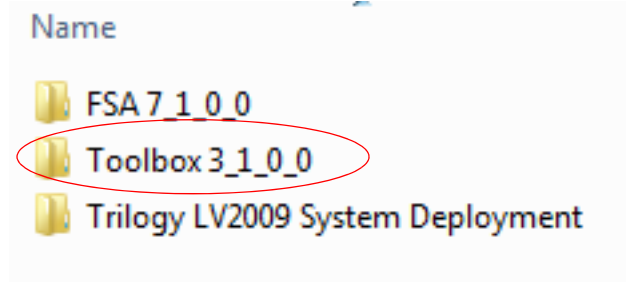 Name
FSA 7_1_0_0
Toolbox 3_1_0_0
Trilogy LV2009 System Deployment